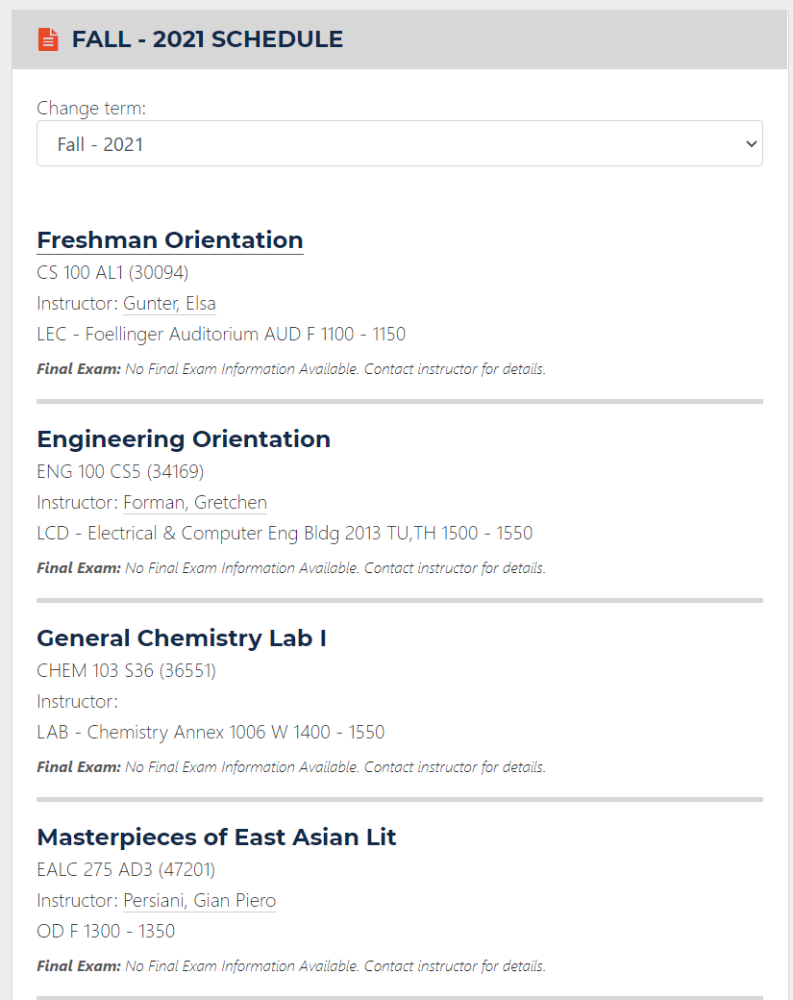 FALL - 2021 SCHEDULE
Change term:
Fall - 2021
Freshman Orientation
CS 100 AL1 (30094)
Instructor: Gunter, Elsa
LEC - Foellinger Auditorium AUD F 1100 - 1150
Final Exam: No Final Exam Information Available. Contact instructor for details.
Engineering Orientation
ENG 100 CS5 (34169)
Instructor: Forman, Gretchen
LCD - Electrical & Computer Eng Bldg 2013 TU,TH 1500 - 1550
Final Exam: No Final Exam Information Available. Contact instructor for details.
General Chemistry Lab I
CHEM 103 S36 (36551)
Instructor:
LAB - Chemistry Annex 1006 W 1400 - 1550
Final Exam: No Final Exam Information Available. Contact instructor for details.
Masterpieces of East Asian Lit
EALC 275 AD3 (47201)
Instructor: Persiani, Gian Piero
OD F 1300 - 1350
Final Exam: No Final Exam Information Available. Contact instructor for details.